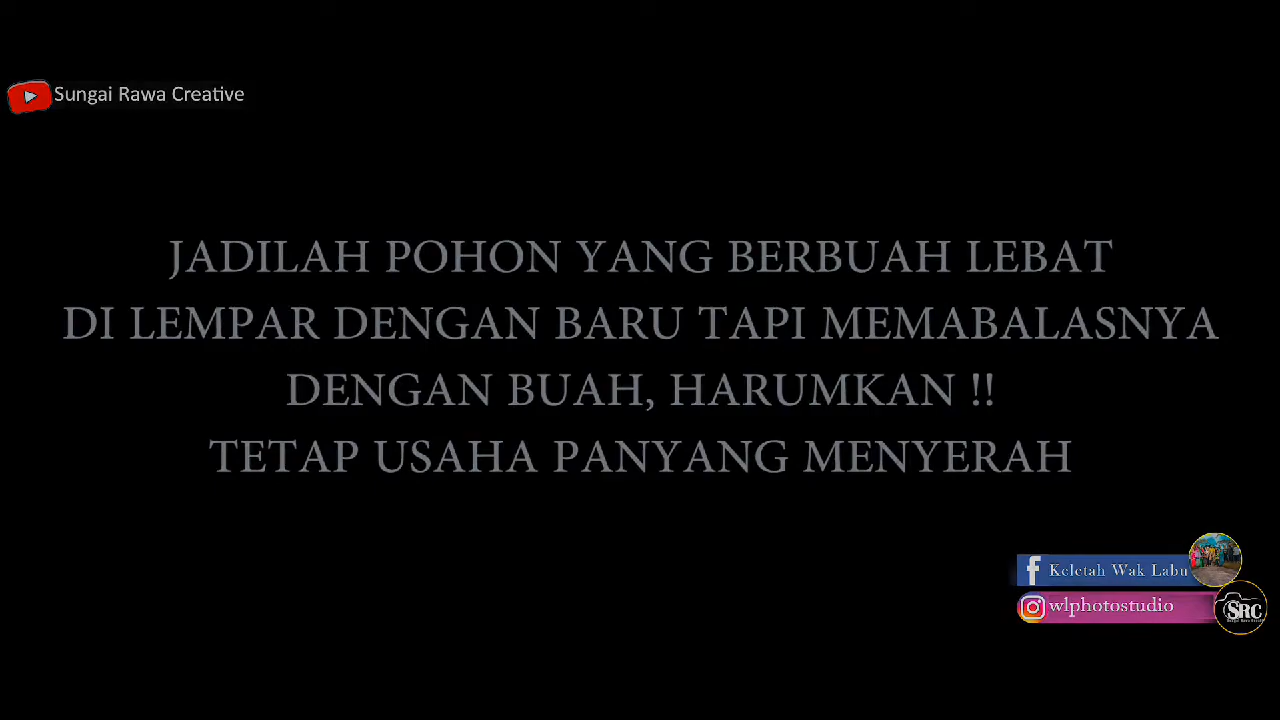 Sungai Rawa Creative
JADILAH POHON YANG BERBUAH LEBAT
DI LEMPAR DENGAN BARU TAPI MEMABALASNYA
DENGAN BUAH, HARUMKAN !!
TETAP USAHA PANYANG MENYERAH
Keletah Wak Labu
wlphotostudio
SRC